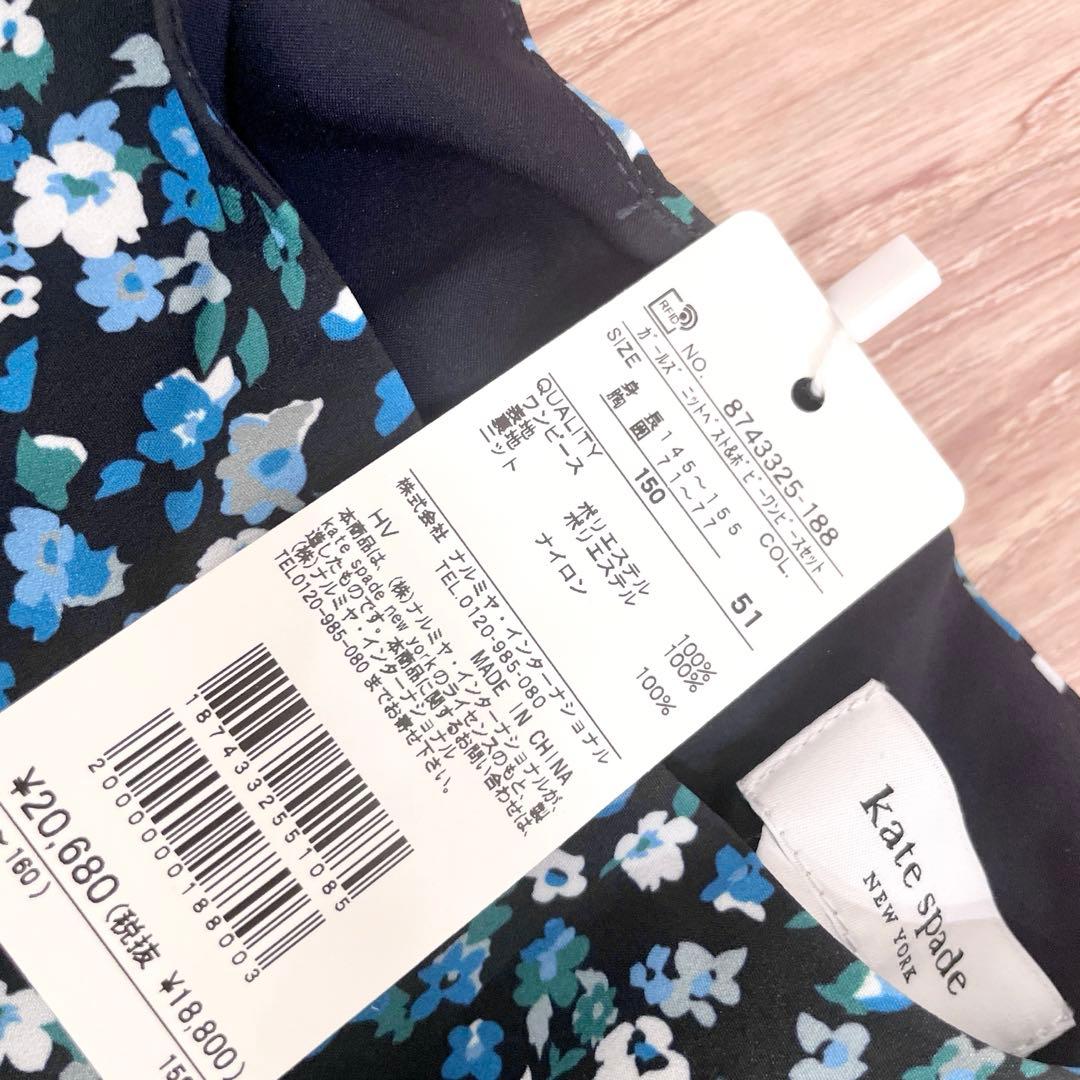 RFID
NO. 8743325-188
ガールズ ニットベスト&ポピーワンピースセット
SIZE COL.
身長 145〜155
胸囲 71〜77
150 51
QUALITY
ワンピース
表地 ポリエステル 100%
裏地 ポリエステル 100%
ニット ナイロン 100%
株式会社 ナルミヤ・インターナショナル
TEL.0120-985-080
MADE IN CHINA
HV
本商品は、(株)ナルミヤ・インターナショナルが、
kate spade new yorkのライセンスのもと、製
造したものです。本商品に関するお問い合わせは
(株)ナルミヤ・インターナショナル
TEL0120-985-080 までお寄せ下さい。
1874332551085
2000000188003
¥20,680(税抜 ¥18,800)
〜160)
kate spade
NEW YORK